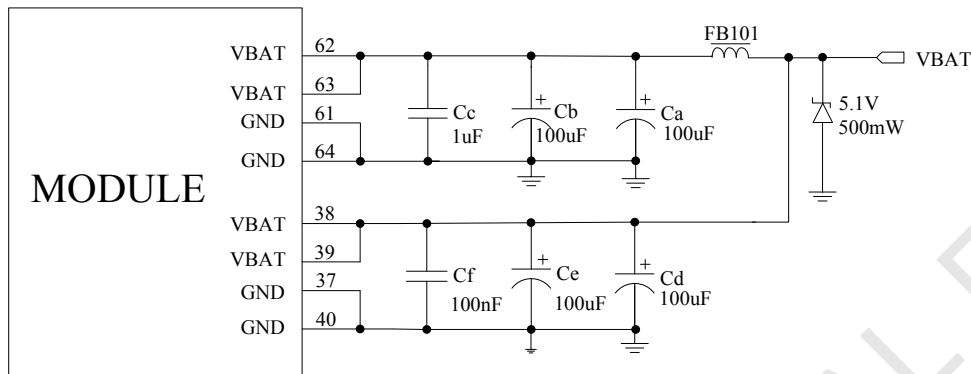 FB101
VBAT 62
VBAT
VBAT 63
GND 61
GND 64
Cc
1uF
Cb
100uF
Ca
100uF
5.1V
500mW
MODULE
VBAT 38
VBAT 39
GND 37
GND 40
Cf
100nF
Ce
100uF
Cd
100uF